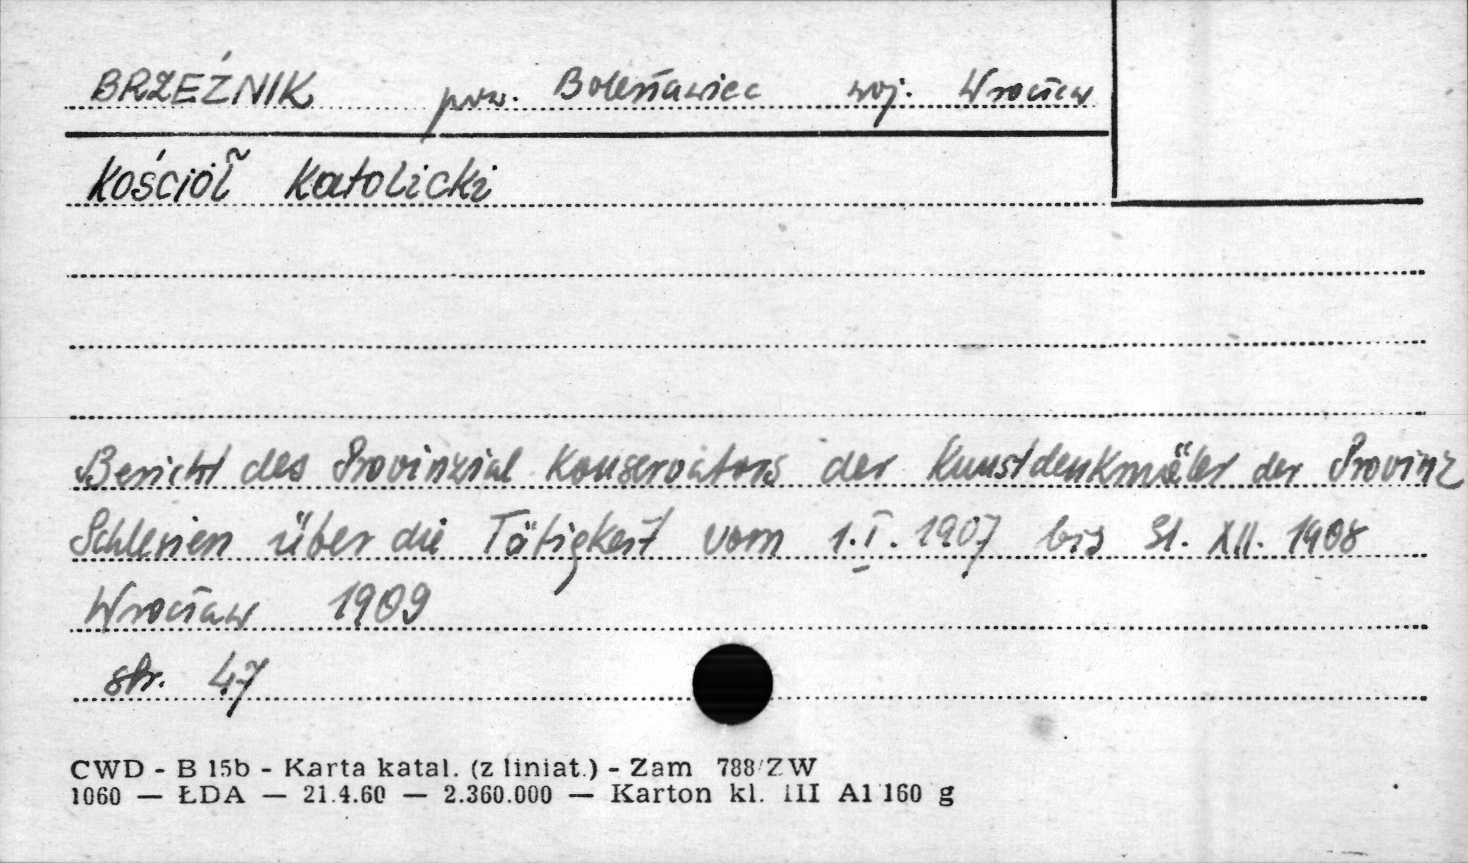 BRZEŹNIK pow. Bolesławiec woj. Wrocław
Kościół Katolicki
Bericht des Provinzial Konservators der Kunstdenkmäler der Provinz
Schlesien über die Tätigkeit vom 1.I.1907 bis 31. XII. 1908
Wrocław 1909
str. 47
CWD - B 15b - Karta katal. (z liniat.) - Zam 788/ZW
1060 — ŁDA — 21.4.60 — 2.360.000 — Karton kl. III A1 160 g